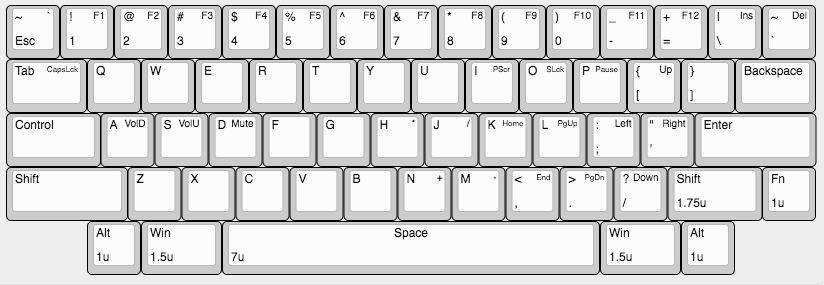 ~ ` ! F1 @ F2 # F3 $ F4 % F5 ^ F6 & F7 * F8 ( F9 ) F10 _ F11 + F12 | Ins ~ Del
Esc 1 2 3 4 5 6 7 8 9 0 - = \ `
Tab CapsLck Q W E R T Y U I PScr O SLck P Pause { Up } Backspace
[ ]
Control A VolD S VolU D Mute F G H * J / K Home L PgUp : Left " Right Enter
; '
Shift Z X C V B N + M - < End > PgDn ? Down Shift Fn
, . / 1.75u 1u
Alt Win Space Win Alt
1u 1.5u 7u 1.5u 1u